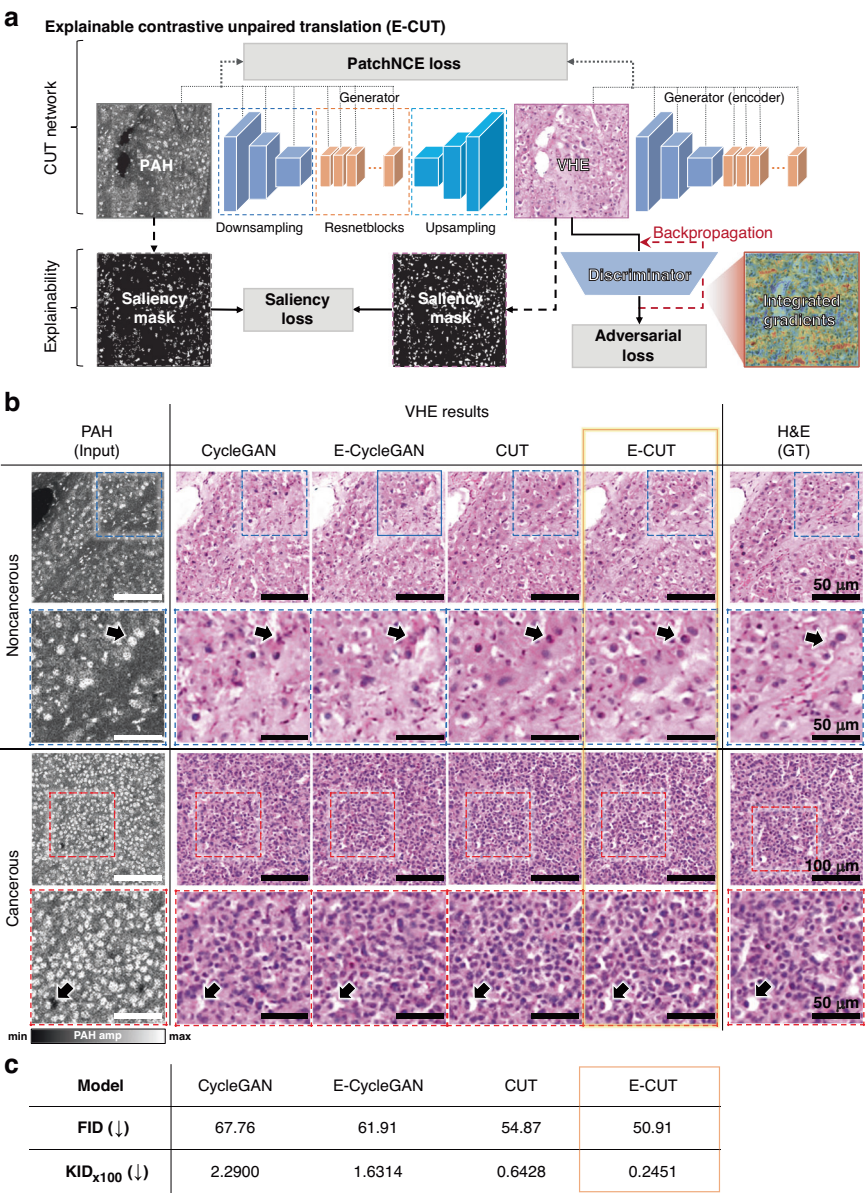 a
Explainable contrastive unpaired translation (E-CUT)
CUT network
PatchNCE loss
Generator
Generator (encoder)
PAH
VHE
Downsampling
Resnetblocks
Upsampling
Explainability
Saliency
mask
Saliency
loss
Saliency
mask
Backpropagation
Discriminator
Adversarial
loss
Integrated
gradients
b
PAH
(Input)
VHE results
CycleGAN
E-CycleGAN
CUT
E-CUT
H&E
(GT)
Noncancerous
50 µm
50 µm
Cancerous
100 µm
50 µm
min PAH amp max
c
Model CycleGAN E-CycleGAN CUT E-CUT
FID (↓) 67.76 61.91 54.87 50.91
KIDx100 (↓) 2.2900 1.6314 0.6428 0.2451